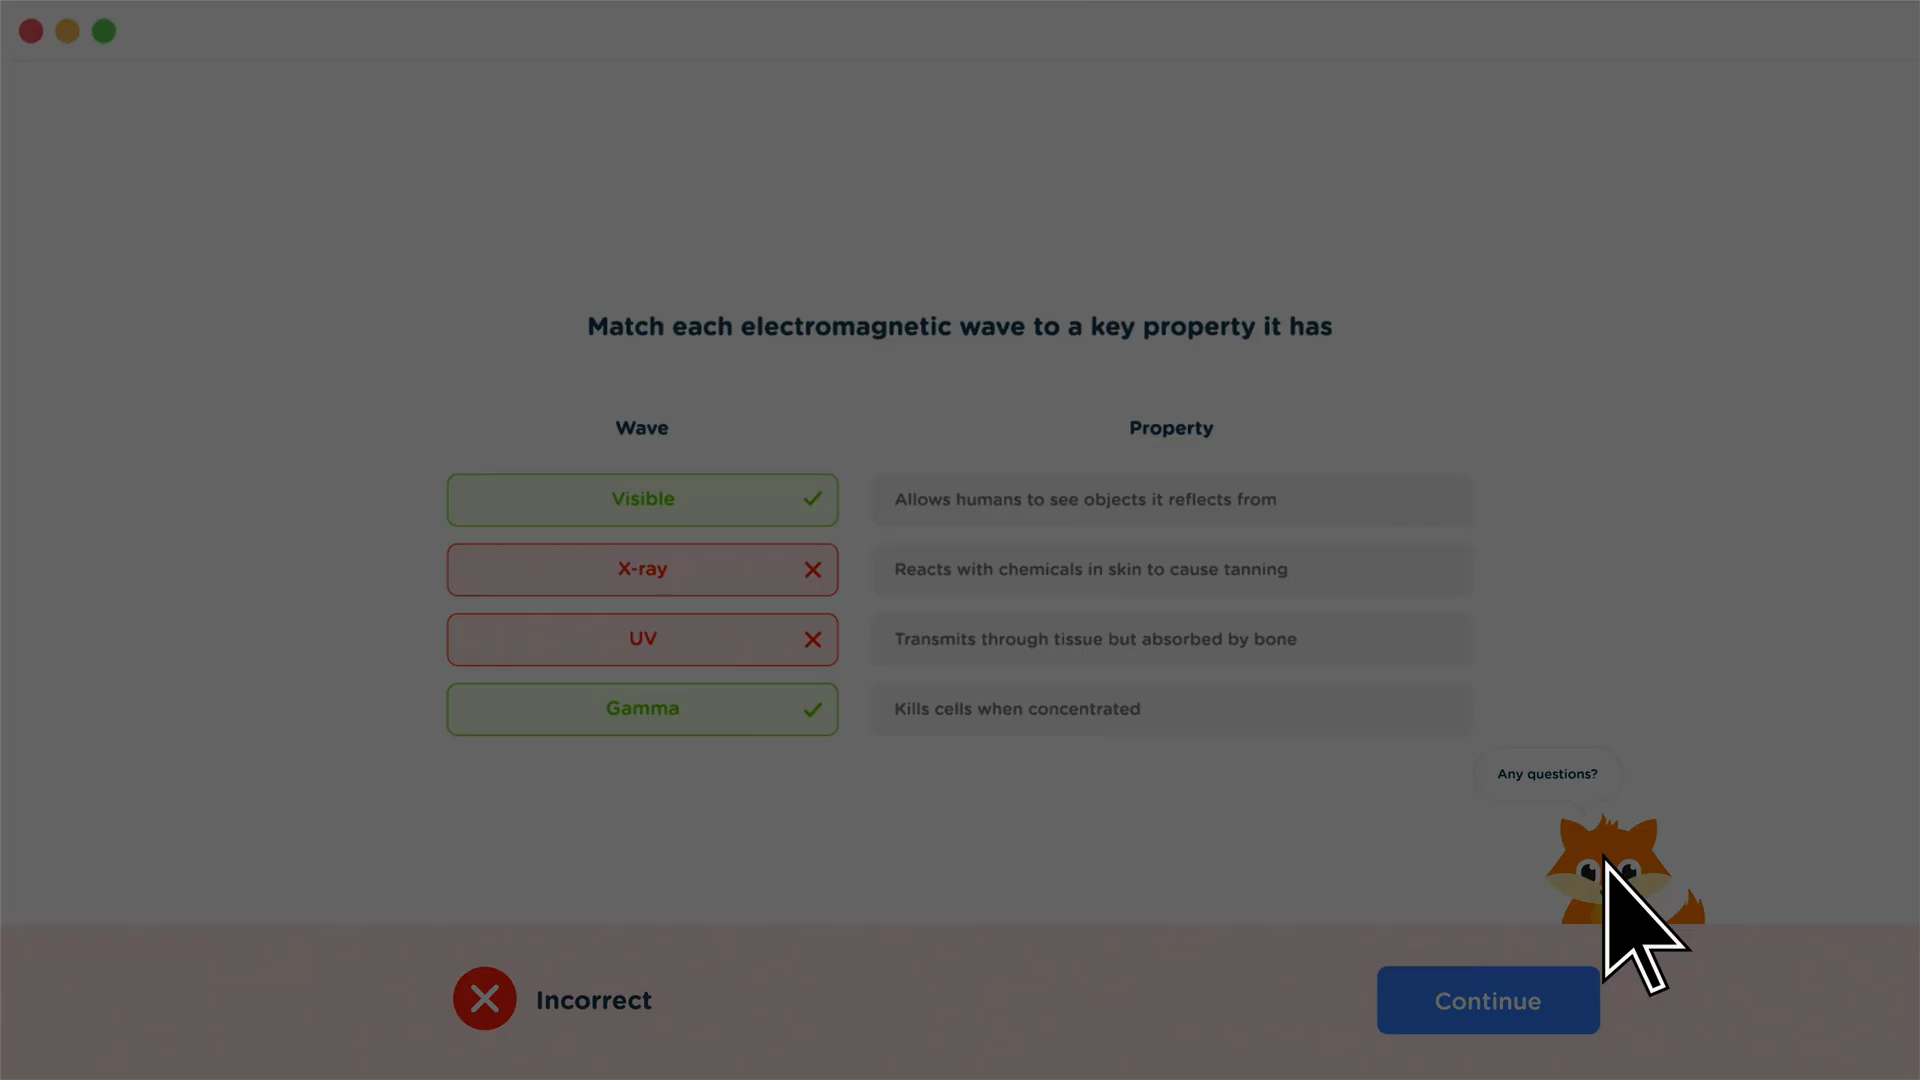 Match each electromagnetic wave to a key property it has
Wave
Property
Visible
Allows humans to see objects it reflects from
X-ray
Reacts with chemicals in skin to cause tanning
UV
Transmits through tissue but absorbed by bone
Gamma
Kills cells when concentrated
Any questions?
Incorrect
Continue